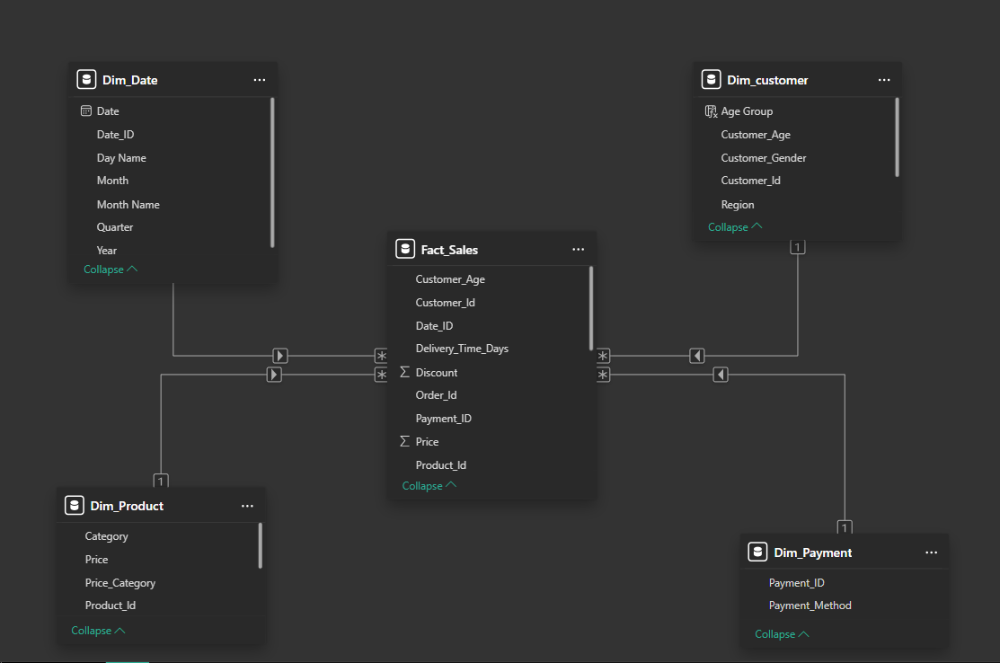 Dim_Date
Date
Date_ID
Day Name
Month
Month Name
Quarter
Year
Collapse
Dim_customer
Age Group
Customer_Age
Customer_Gender
Customer_Id
Region
Collapse
1
Fact_Sales
Customer_Age
Customer_Id
Date_ID
Delivery_Time_Days
Discount
Order_Id
Payment_ID
Price
Product_Id
Collapse
*
*
*
*
1
Dim_Product
Category
Price
Price_Category
Product_Id
Collapse
1
Dim_Payment
Payment_ID
Payment_Method
Collapse